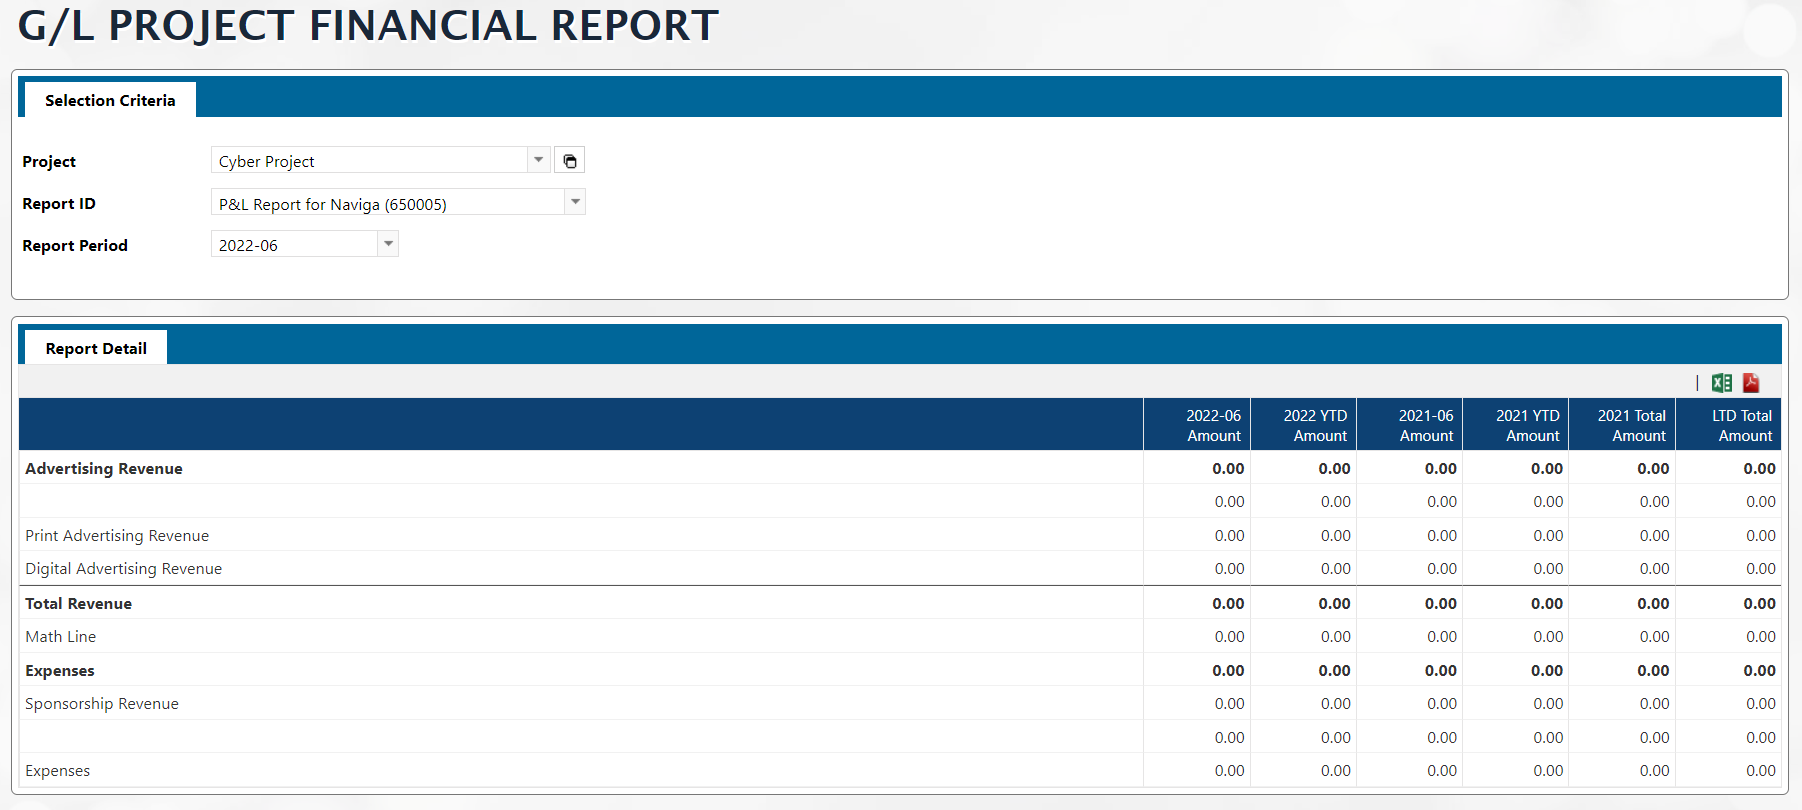 G/L PROJECT FINANCIAL REPORT
Selection Criteria
Project Cyber Project
Report ID P&L Report for Naviga (650005)
Report Period 2022-06
Report Detail
2022-06 2022 YTD 2021-06 2021 YTD 2021 Total LTD Total
Amount Amount Amount Amount Amount Amount
Advertising Revenue 0.00 0.00 0.00 0.00 0.00 0.00
0.00 0.00 0.00 0.00 0.00 0.00
Print Advertising Revenue 0.00 0.00 0.00 0.00 0.00 0.00
Digital Advertising Revenue 0.00 0.00 0.00 0.00 0.00 0.00
Total Revenue 0.00 0.00 0.00 0.00 0.00 0.00
Math Line 0.00 0.00 0.00 0.00 0.00 0.00
Expenses 0.00 0.00 0.00 0.00 0.00 0.00
Sponsorship Revenue 0.00 0.00 0.00 0.00 0.00 0.00
0.00 0.00 0.00 0.00 0.00 0.00
Expenses 0.00 0.00 0.00 0.00 0.00 0.00